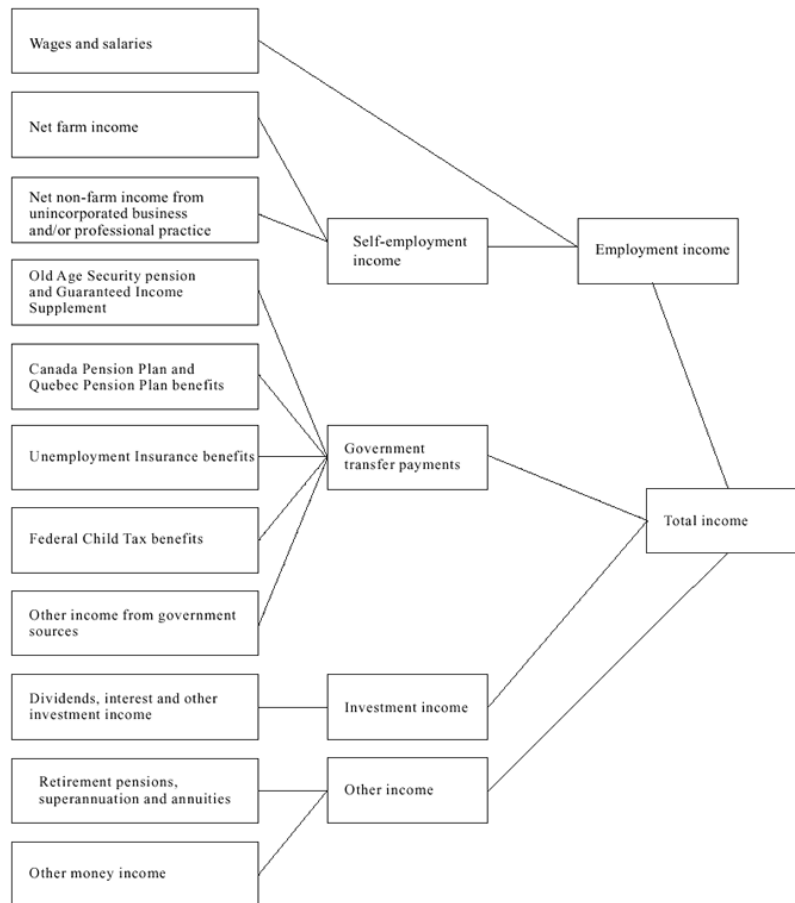 Wages and salaries
Net farm income
Net non-farm income from
unincorporated business
and/or professional practice
Self-employment
income
Employment income
Old Age Security pension
and Guaranteed Income
Supplement
Canada Pension Plan and
Quebec Pension Plan benefits
Unemployment Insurance benefits
Government
transfer payments
Total income
Federal Child Tax benefits
Other income from government
sources
Dividends, interest and other
investment income
Investment income
Retirement pensions,
superannuation and annuities
Other income
Other money income